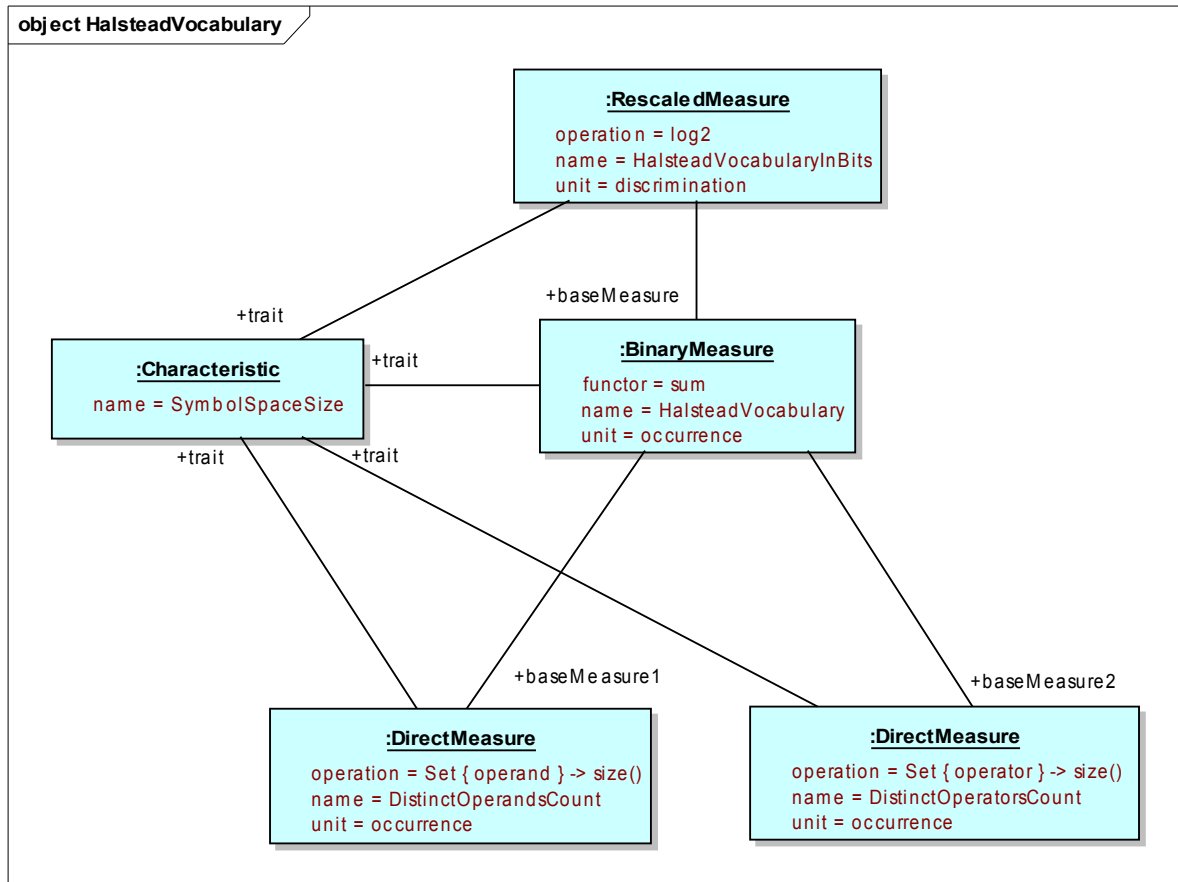 object HalsteadVocabulary
:RescaledMeasure
operation = log2
name = HalsteadVocabularyInBits
unit = discrimination
+trait
+baseMeasure
:Characteristic
name = SymbolSpaceSize
+trait
:BinaryMeasure
functor = sum
name = HalsteadVocabulary
unit = occurrence
+trait
+trait
+baseMeasure1
+baseMeasure2
:DirectMeasure
operation = Set { operand } -> size()
name = DistinctOperandsCount
unit = occurrence
:DirectMeasure
operation = Set { operator } -> size()
name = DistinctOperatorsCount
unit = occurrence